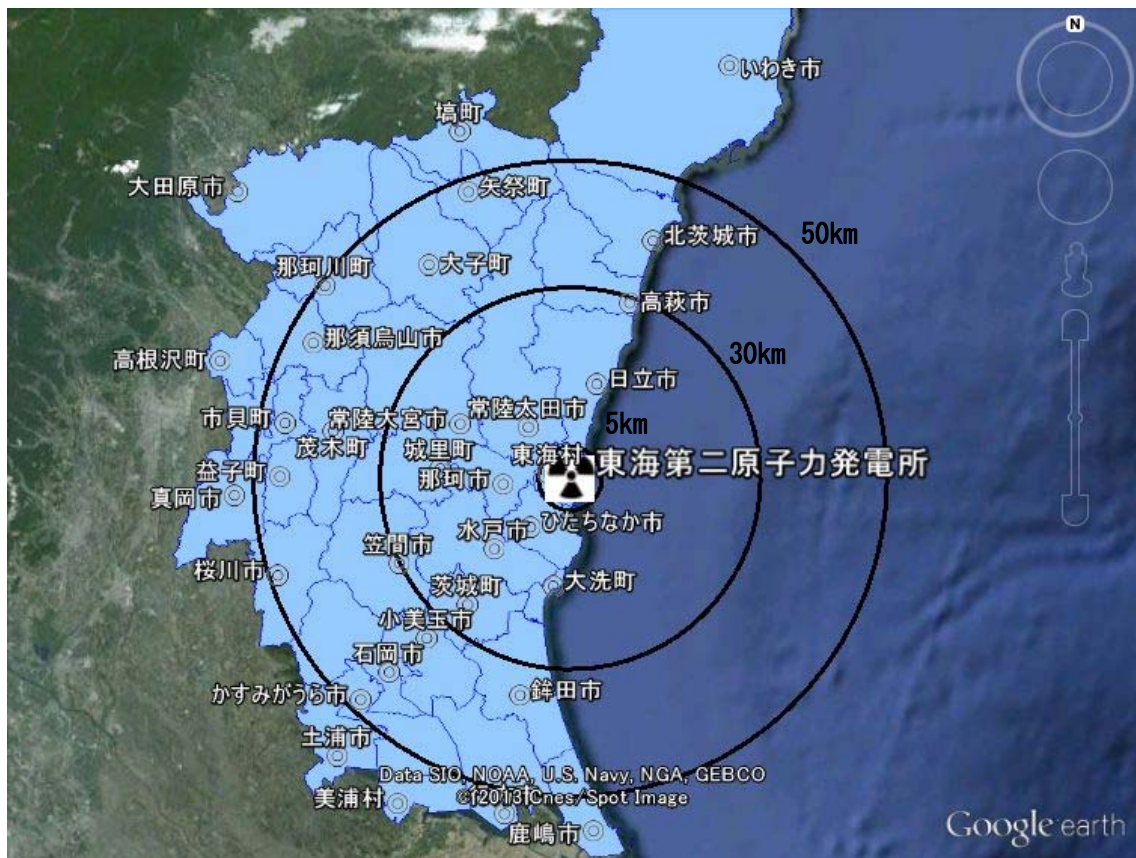 N
いわき市
塙町
大田原市
矢祭町
北茨城市
50km
大子町
那珂川町
高萩市
那須烏山市
30km
高根沢町
日立市
市貝町
常陸大宮市
常陸太田市
5km
茂木町
城里町
東海村
東海第二原子力発電所
益子町
那珂市
真岡市
水戸市
ひたちなか市
笠間市
桜川市
茨城町
大洗町
小美玉市
石岡市
かすみがうら市
鉾田市
土浦市
Data SIO, NOAA, U.S. Navy, NGA, GEBCO
美浦村
Cnes/Spot Image
鹿嶋市
Google earth